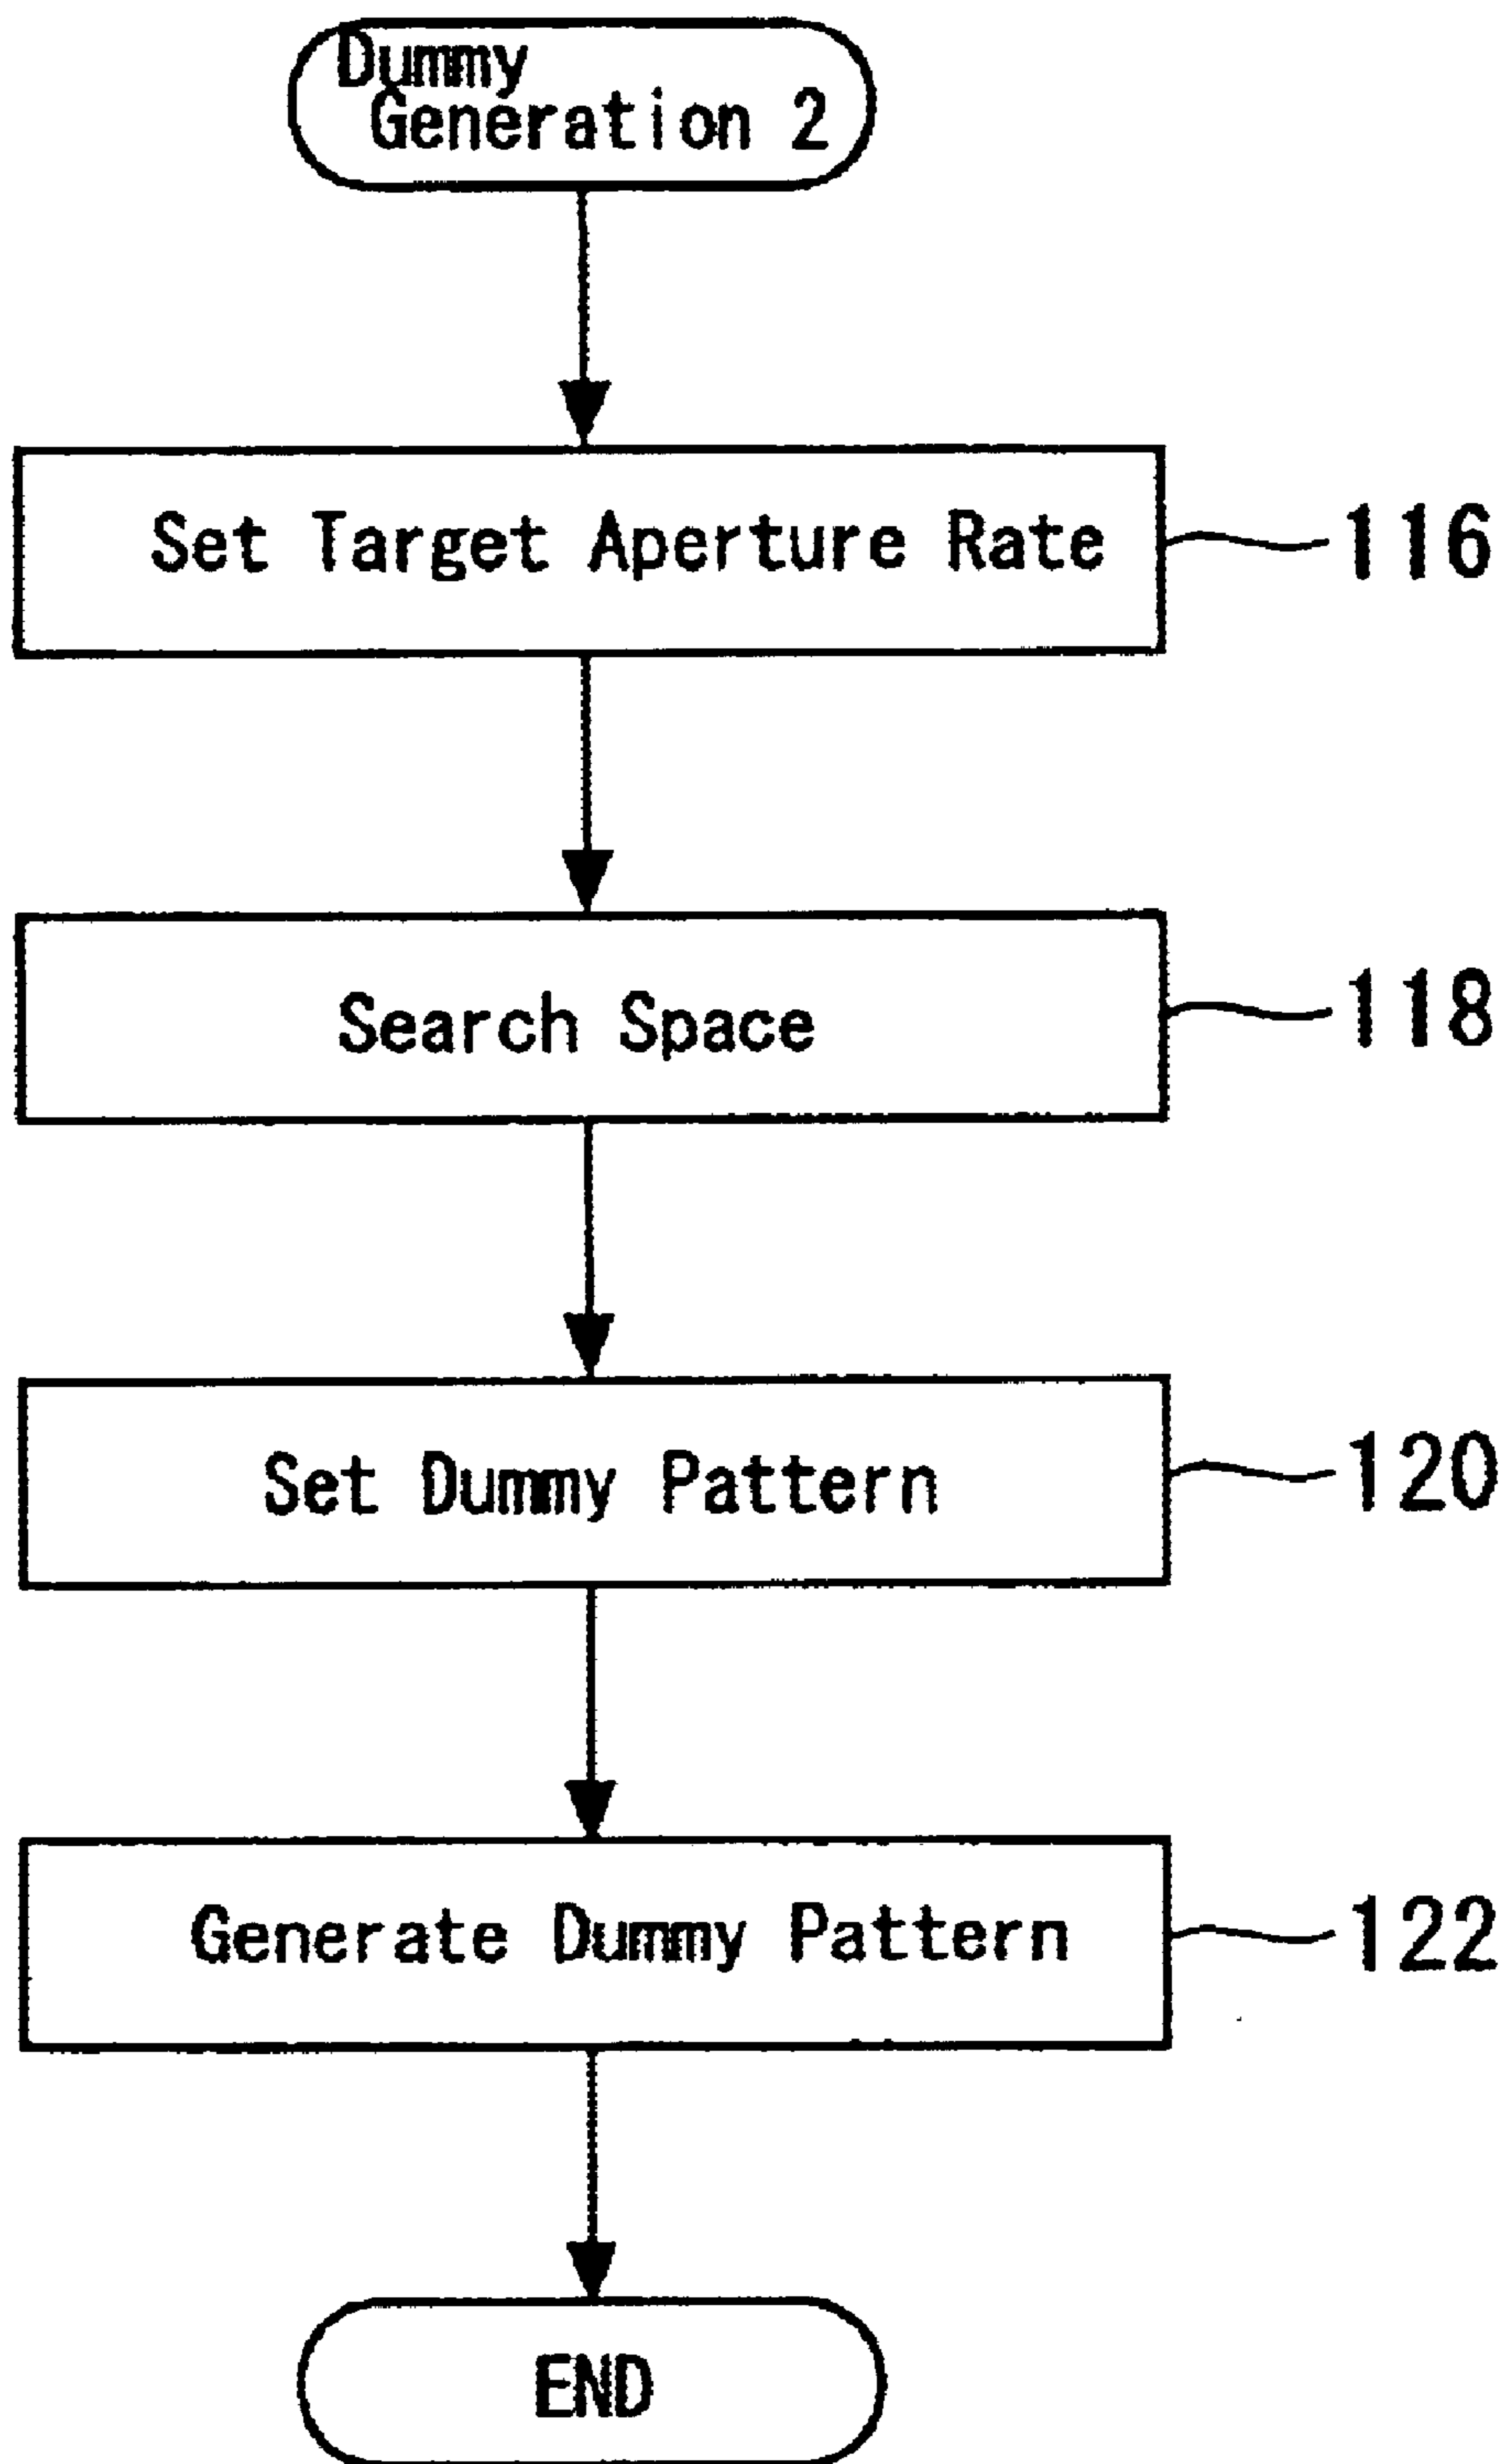 Dummy
Generation 2
Set Target Aperture Rate
116
Search Space
118
Set Dummy Pattern
120
Generate Dummy Pattern
122
END